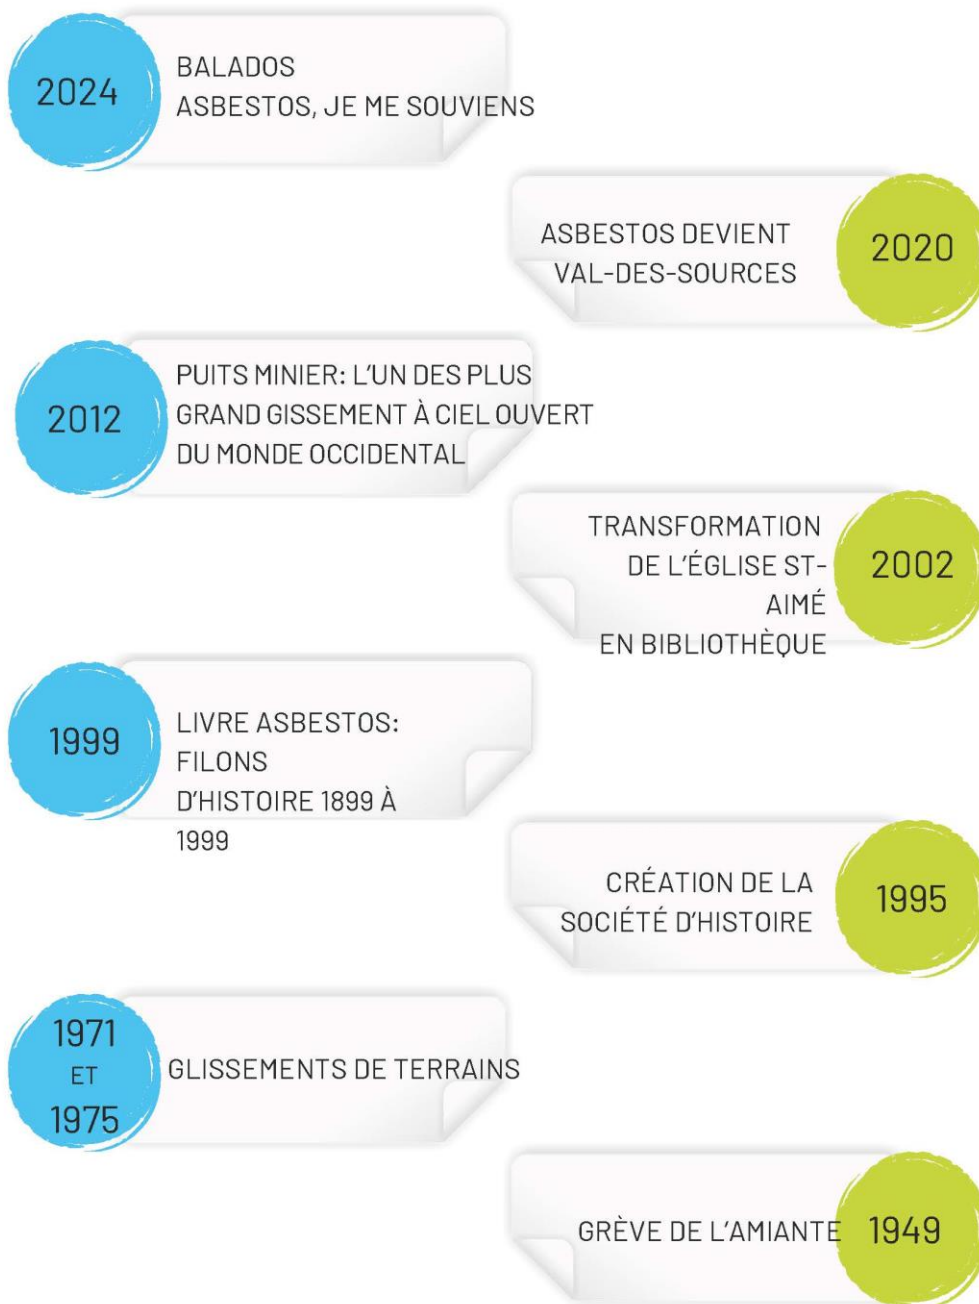 2024
BALADOS
ASBESTOS, JE ME SOUVIENS
ASBESTOS DEVIENT
VAL-DES-SOURCES
2020
2012
PUITS MINIER: L'UN DES PLUS
GRAND GISSEMENT À CIEL OUVERT
DU MONDE OCCIDENTAL
TRANSFORMATION
DE L'ÉGLISE ST-
AIMÉ
EN BIBLIOTHÈQUE
2002
1999
LIVRE ASBESTOS:
FILONS
D'HISTOIRE 1899 À
1999
CRÉATION DE LA
SOCIÉTÉ D'HISTOIRE
1995
1971
ET
1975
GLISSEMENTS DE TERRAINS
GRÈVE DE L'AMIANTE
1949